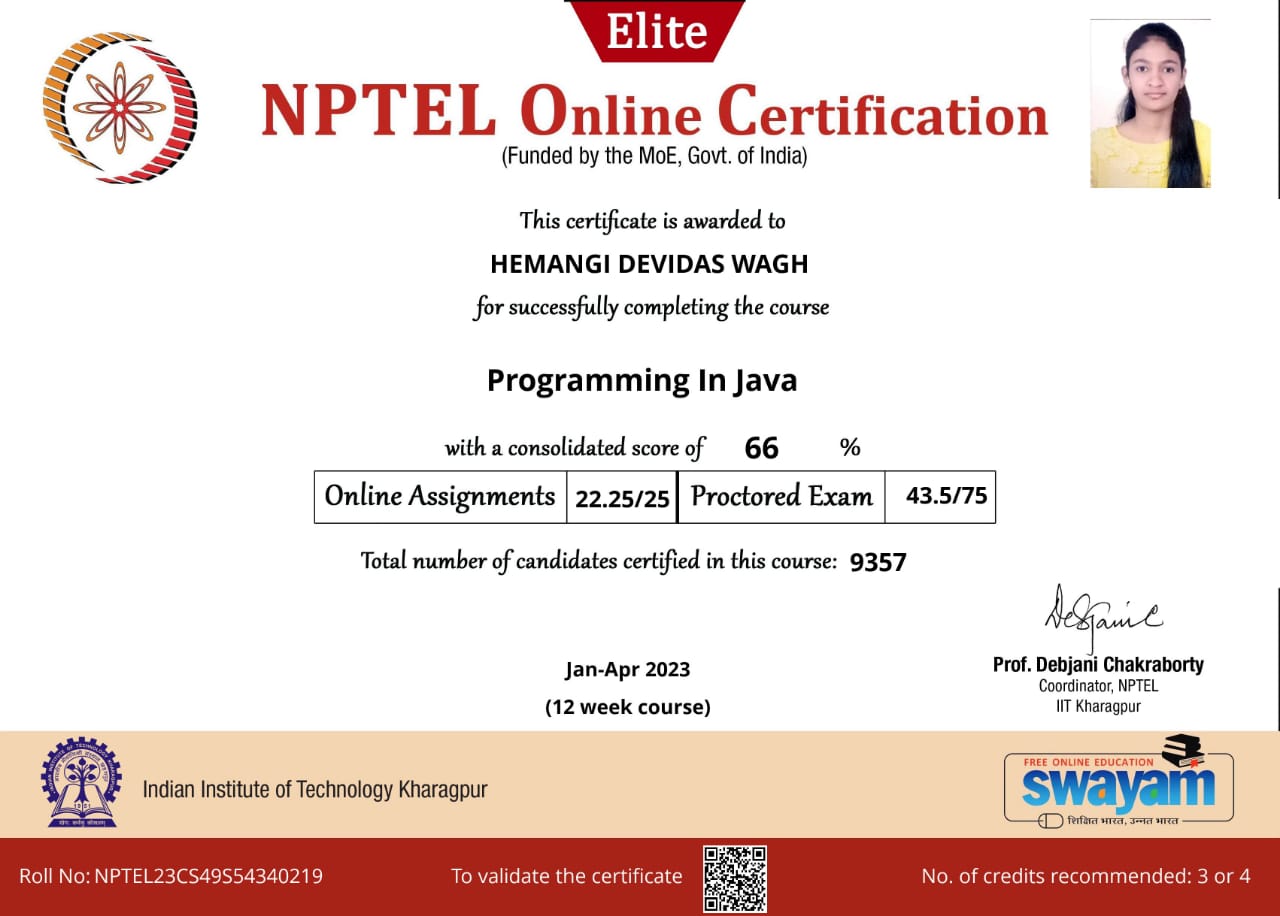 Elite
NPTEL Online Certification
(Funded by the MoE, Govt. of India)
This certificate is awarded to
HEMANGI DEVIDAS WAGH
for successfully completing the course
Programming In Java
with a consolidated score of 66 %
Online Assignments 22.25/25 Proctored Exam 43.5/75
Total number of candidates certified in this course: 9357
Jan-Apr 2023
(12 week course)
Prof. Debjani Chakraborty
Coordinator, NPTEL
IIT Kharagpur
Indian Institute of Technology Kharagpur
FREE ONLINE EDUCATION
swayam
शिक्षित भारत, उन्नत भारत
Roll No: NPTEL23CS49S54340219
To validate the certificate
No. of credits recommended: 3 or 4